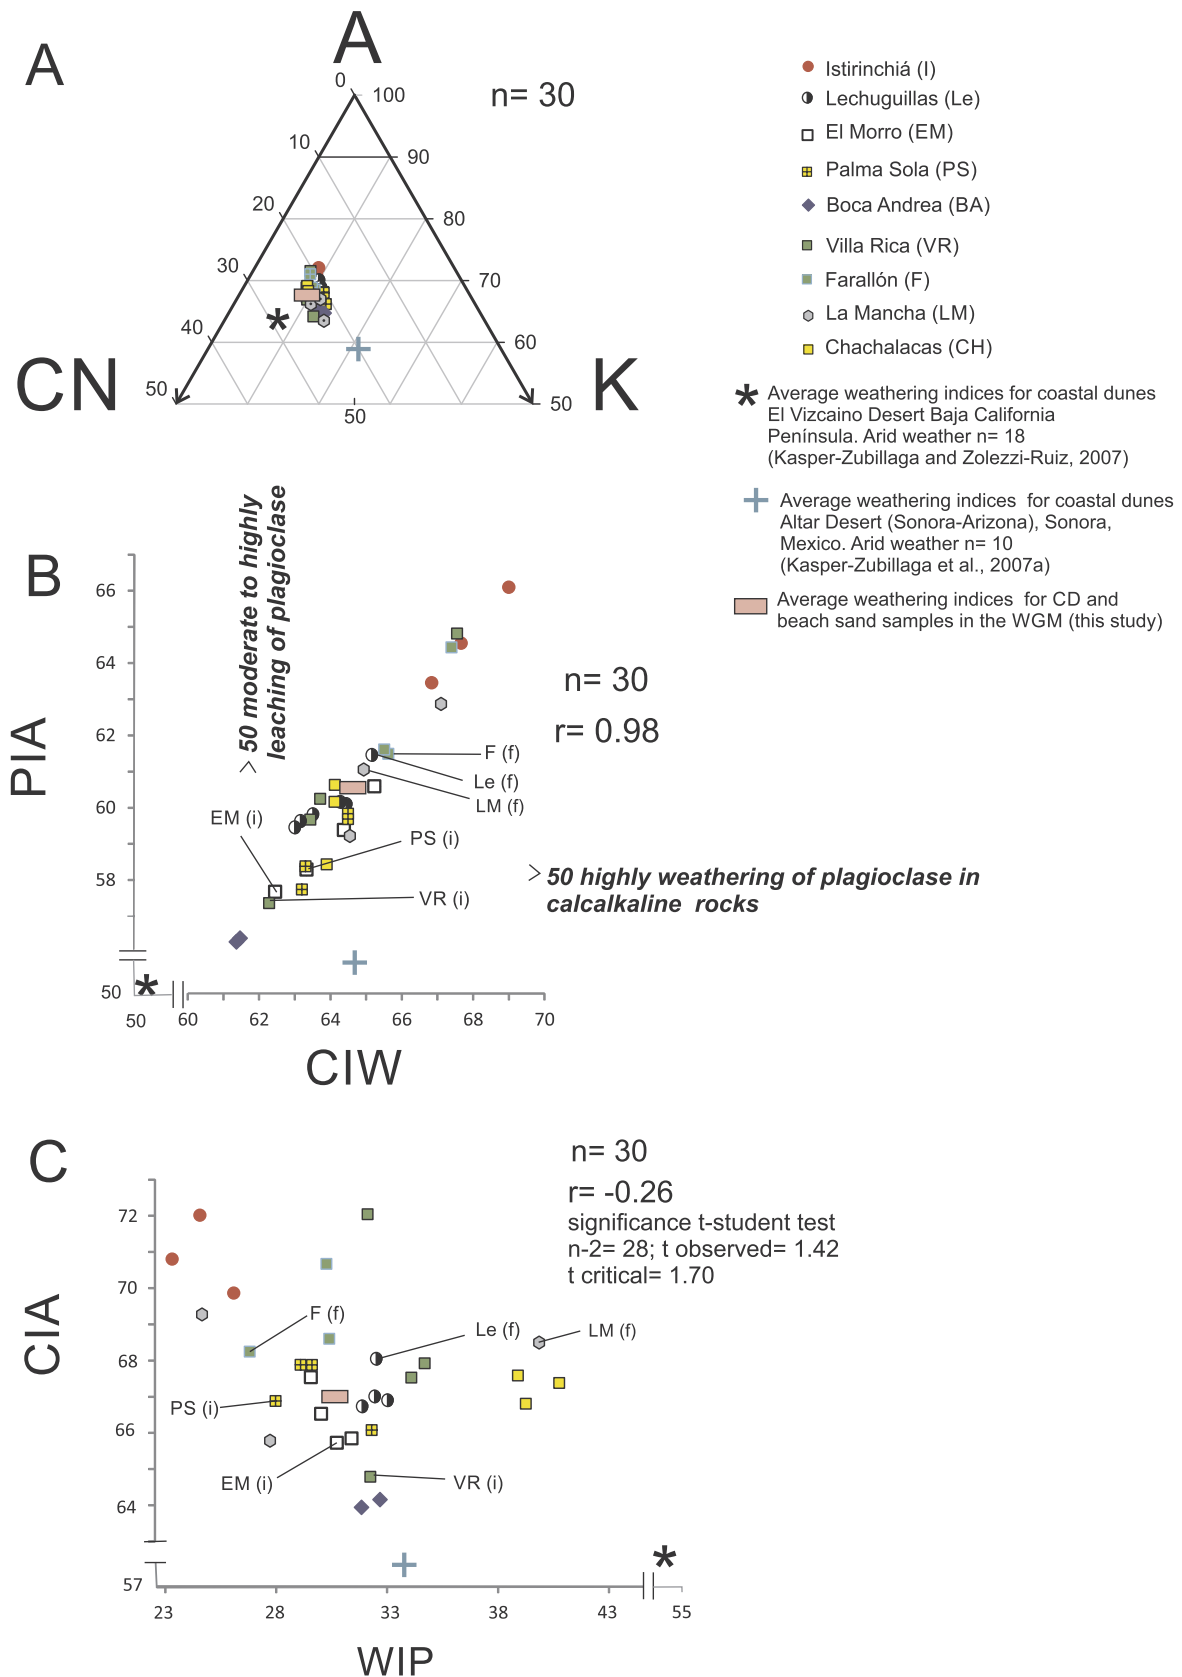 A
A
n= 30
0
100
10
90
20
80
30
70
40
60
50
50
50
CN
K
Istirinchiá (I)
Lechuguillas (Le)
El Morro (EM)
Palma Sola (PS)
Boca Andrea (BA)
Villa Rica (VR)
Farallón (F)
La Mancha (LM)
Chachalacas (CH)
Average weathering indices for coastal dunes
El Vizcaino Desert Baja California
Península. Arid weather n= 18
(Kasper-Zubillaga and Zolezzi-Ruiz, 2007)
Average weathering indices for coastal dunes
Altar Desert (Sonora-Arizona), Sonora,
Mexico. Arid weather n= 10
(Kasper-Zubillaga et al., 2007a)
Average weathering indices for CD and
beach sand samples in the WGM (this study)
B
> 50 moderate to highly
leaching of plagioclase
n= 30
r= 0.98
66
64
62
60
58
50
PIA
F (f)
Le (f)
LM (f)
EM (i)
PS (i)
VR (i)
> 50 highly weathering of plagioclase in
calcalkaline rocks
50
60
62
64
66
68
70
CIW
C
n= 30
r= -0.26
significance t-student test
n-2= 28; t observed= 1.42
t critical= 1.70
72
70
68
66
64
57
CIA
F (f)
Le (f)
LM (f)
PS (i)
EM (i)
VR (i)
23
28
33
38
43
55
WIP